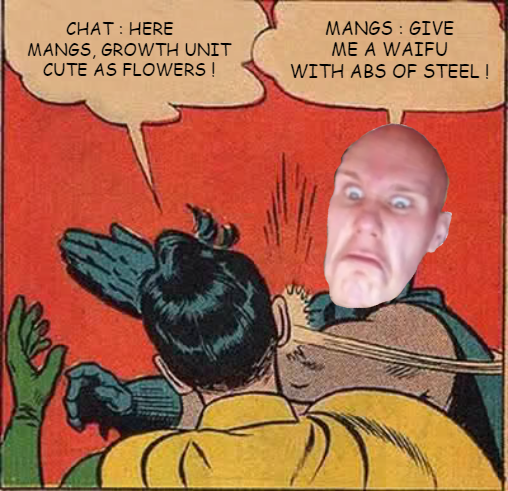 CHAT : HERE
MANGS, GROWTH UNIT
CUTE AS FLOWERS !
MANGS : GIVE
ME A WAIFU
WITH ABS OF STEEL !